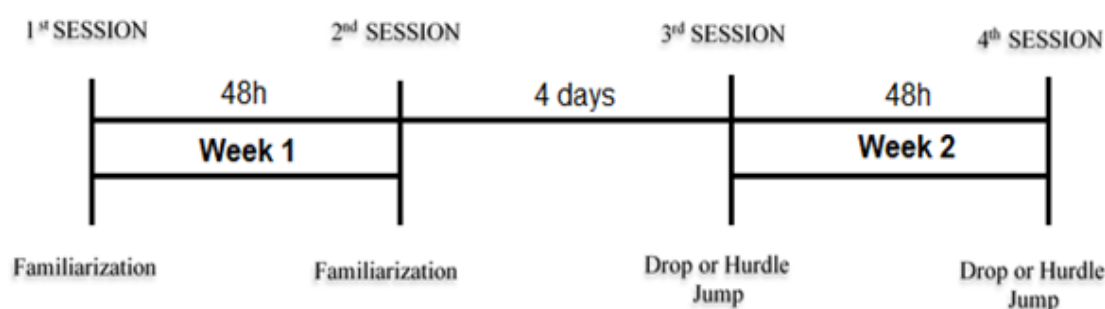 1st SESSION
2nd SESSION
3rd SESSION
4th SESSION
48h
4 days
48h
Week 1
Week 2
Familiarization
Familiarization
Drop or Hurdle
Jump
Drop or Hurdle
Jump